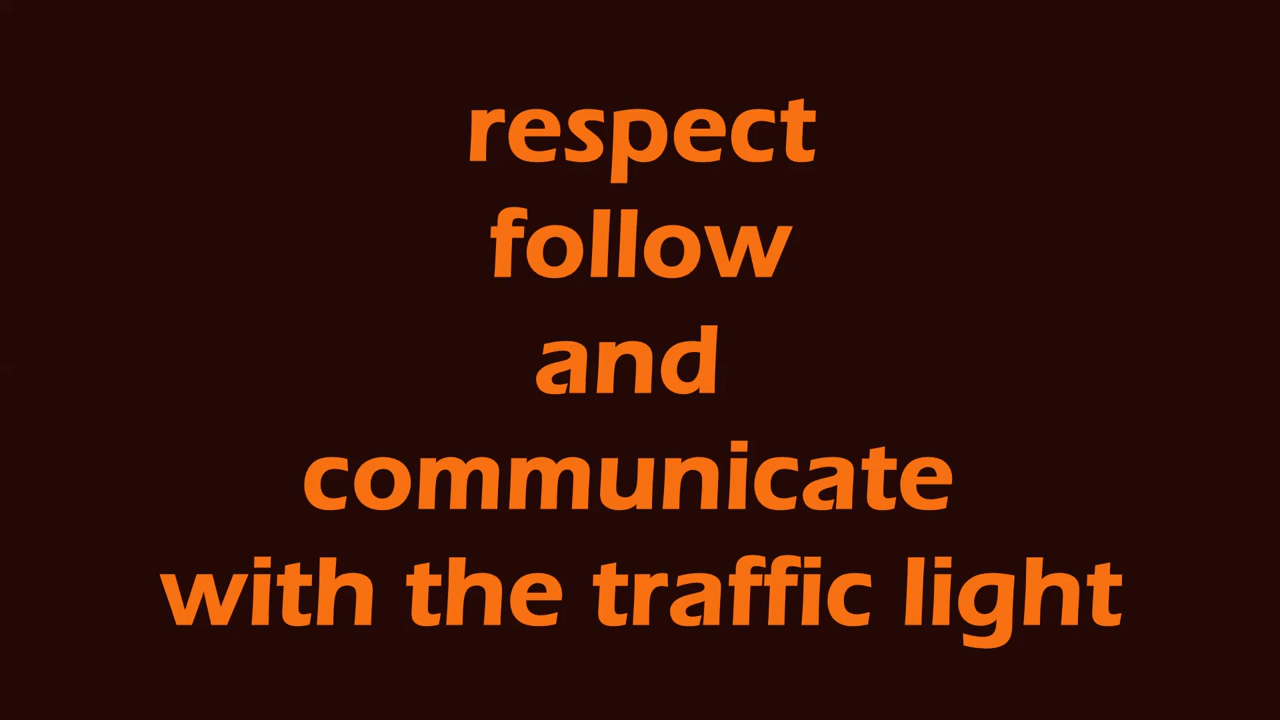 respect
follow
and
communicate
with the traffic light